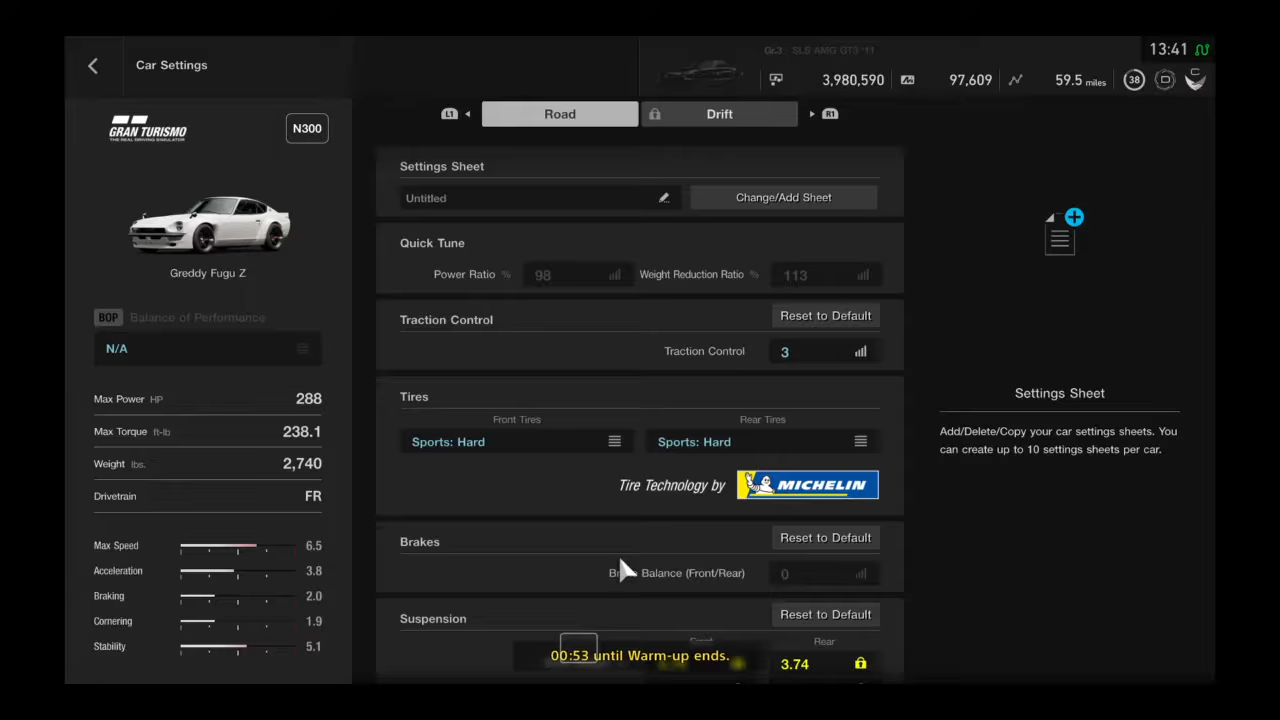 Car Settings
Gr.3 SLS AMG GT3 '11
13:41
3,980,590
97,609
59.5 miles
38
D
C
L1
Road
Drift
R1
GRAN TURISMO
THE REAL DRIVING SIMULATOR
N300
Greddy Fugu Z
BOP Balance of Performance
N/A
Max Power HP 288
Max Torque ft-lb 238.1
Weight lbs. 2,740
Drivetrain FR
Max Speed 6.5
Acceleration 3.8
Braking 2.0
Cornering 1.9
Stability 5.1
Settings Sheet
Untitled
Change/Add Sheet
Quick Tune
Power Ratio % 98 Weight Reduction Ratio % 113
Traction Control Reset to Default
Traction Control 3
Tires
Front Tires Rear Tires
Sports: Hard Sports: Hard
Tire Technology by MICHELIN
Brakes Reset to Default
Balance (Front/Rear) 0
Suspension Reset to Default
Front Rear
3.74
00:53 until Warm-up ends.
Settings Sheet
Add/Delete/Copy your car settings sheets. You
can create up to 10 settings sheets per car.